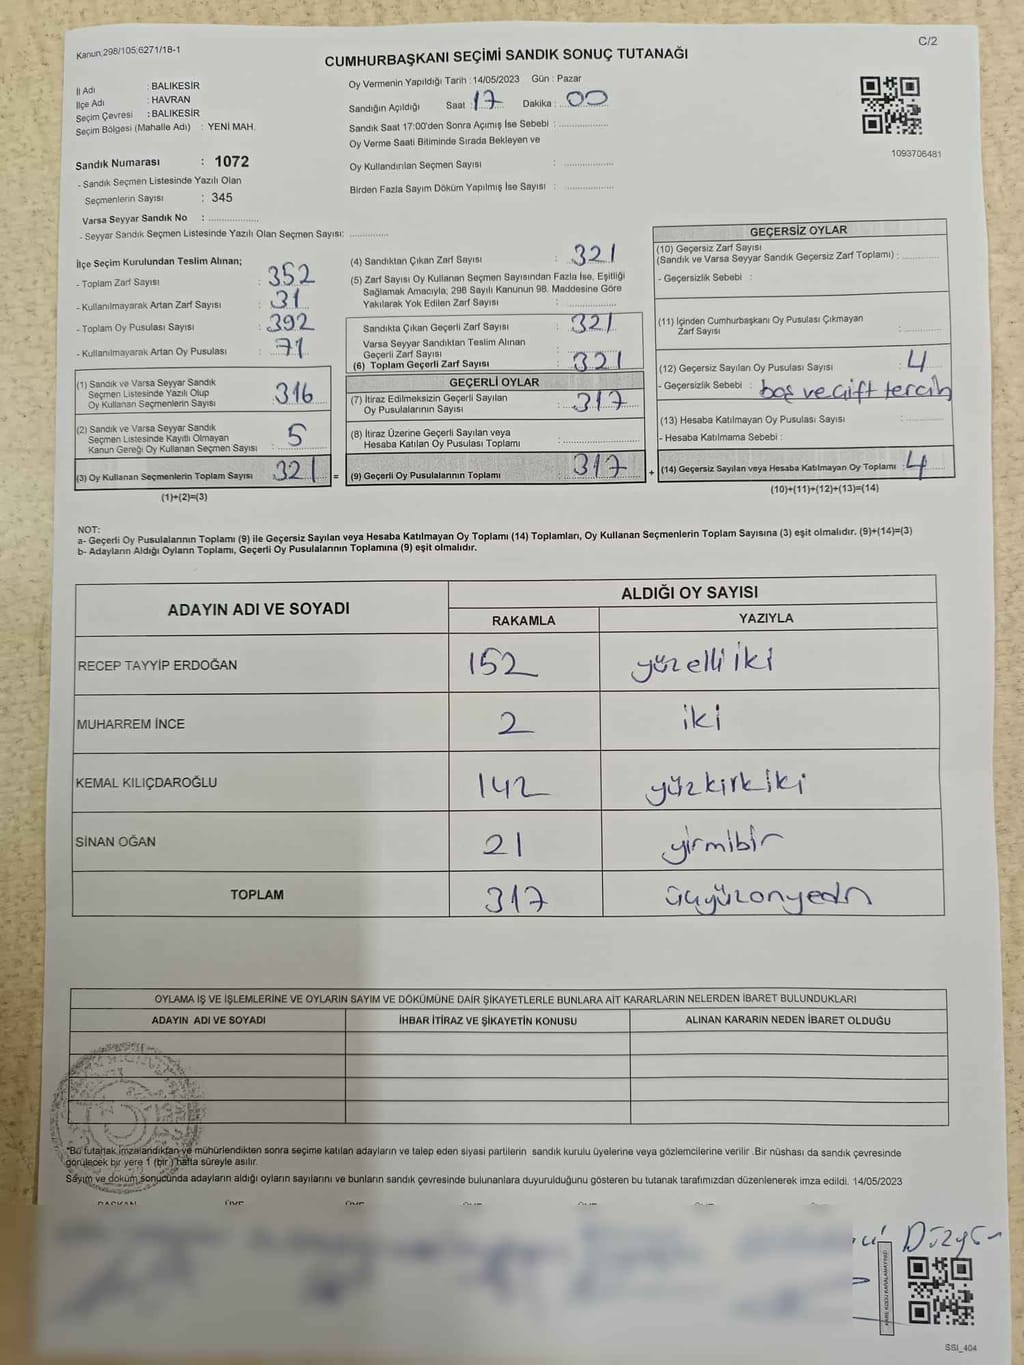 Kanun:298/105;6271/18-1
C/2
CUMHURBAŞKANI SEÇİMİ SANDIK SONUÇ TUTANAĞI
İl Adı : BALIKESİR
İlçe Adı : HAVRAN
Seçim Çevresi : BALIKESİR
Seçim Bölgesi (Mahalle Adı) : YENİ MAH.
Sandık Numarası : 1072
- Sandık Seçmen Listesinde Yazılı Olan
Seçmenlerin Sayısı : 345
Varsa Seyyar Sandık No : ..................
- Seyyar Sandık Seçmen Listesinde Yazılı Olan Seçmen Sayısı: .............
Oy Vermenin Yapıldığı Tarih : 14/05/2023 Gün : Pazar
Sandığın Açıldığı Saat : 17 Dakika : 00
Sandık Saat 17:00'den Sonra Açımış İse Sebebi : ..................
Oy Verme Saati Bitiminde Sırada Bekleyen ve
Oy Kullandırılan Seçmen Sayısı : ..................
Birden Fazla Sayım Döküm Yapılmış İse Sayısı : ..................
1093706481
İlçe Seçim Kurulundan Teslim Alınan;
- Toplam Zarf Sayısı : 352
- Kullanılmayarak Artan Zarf Sayısı : 31
- Toplam Oy Pusulası Sayısı : 392
- Kullanılmayarak Artan Oy Pusulası : 71
(1) Sandık ve Varsa Seyyar Sandık
Seçmen Listesinde Yazılı Olup
Oy Kullanan Seçmenlerin Sayısı : 316
(2) Sandık ve Varsa Seyyar Sandık
Seçmen Listesinde Kayıtlı Olmayan
Kanun Gereği Oy Kullanan Seçmen Sayısı : 5
(3) Oy Kullanan Seçmenlerin Toplam Sayısı : 321 =
(1)+(2)=(3)
(4) Sandıktan Çıkan Zarf Sayısı : 321
(5) Zarf Sayısı Oy Kullanan Seçmen Sayısından Fazla İse, Eşitliği
Sağlamak Amacıyla, 298 Sayılı Kanunun 98. Maddesine Göre
Yakılarak Yok Edilen Zarf Sayısı : ..................
Sandıkta Çıkan Geçerli Zarf Sayısı : 321
Varsa Seyyar Sandıktan Teslim Alınan
Geçerli Zarf Sayısı : ..................
(6) Toplam Geçerli Zarf Sayısı : 321
GEÇERLİ OYLAR
(7) İtiraz Edilmeksizin Geçerli Sayılan
Oy Pusulalarının Sayısı : 317
(8) İtiraz Üzerine Geçerli Sayılan veya
Hesaba Katılan Oy Pusulası Toplamı : ..................
(9) Geçerli Oy Pusulalarının Toplamı : 317 +
GEÇERSİZ OYLAR
(10) Geçersiz Zarf Sayısı
(Sandık ve Varsa Seyyar Sandık Geçersiz Zarf Toplamı) : .............
- Geçersizlik Sebebi :
(11) İçinden Cumhurbaşkanı Oy Pusulası Çıkmayan
Zarf Sayısı : .............
(12) Geçersiz Sayılan Oy Pusulası Sayısı : 4
- Geçersizlik Sebebi : boş ve çift tercih
(13) Hesaba Katılmayan Oy Pusulası Sayısı : .............
- Hesaba Katılmama Sebebi :
(14) Geçersiz Sayılan veya Hesaba Katılmayan Oy Toplamı : 4
(10)+(11)+(12)+(13)=(14)
NOT:
a- Geçerli Oy Pusulalarının Toplamı (9) ile Geçersiz Sayılan veya Hesaba Katılmayan Oy Toplamı (14) Toplamları, Oy Kullanan Seçmenlerin Toplam Sayısına (3) eşit olmalıdır. (9)+(14)=(3)
b- Adayların Aldığı Oyların Toplamı, Geçerli Oy Pusulalarının Toplamına (9) eşit olmalıdır.
ADAYIN ADI VE SOYADI ALDIĞI OY SAYISI
RAKAMLA YAZIYLA
RECEP TAYYİP ERDOĞAN 152 yüzelli iki
MUHARREM İNCE 2 iki
KEMAL KILIÇDAROĞLU 142 yüzkırkiki
SİNAN OĞAN 21 yirmibir
TOPLAM 317 üçyüzonyedi
OYLAMA İŞ VE İŞLEMLERİNE VE OYLARIN SAYIM VE DÖKÜMÜNE DAİR ŞİKAYETLERLE BUNLARA AİT KARARLARIN NELERDEN İBARET BULUNDUKLARI
ADAYIN ADI VE SOYADI İHBAR İTİRAZ VE ŞİKAYETİN KONUSU ALINAN KARARIN NEDEN İBARET OLDUĞU
"Bu tutanak imzalandıktan ve mühürlendikten sonra seçime katılan adayların ve talep eden siyasi partilerin sandık kurulu üyelerine veya gözlemcilerine verilir .Bir nüshası da sandık çevresinde
görülecek bir yere 1 (bir ) hafta süreyle asılır.
Sayım ve döküm sonucunda adayların aldığı oyların sayılarını ve bunların sandık çevresinde bulunanlara duyurulduğunu gösteren bu tutanak tarafımızdan düzenlenerek imza edildi. 14/05/2023
BAŞKAN ÜYE ÜYE
KARE KODU KARALAMAYINIZ!
SSI_404